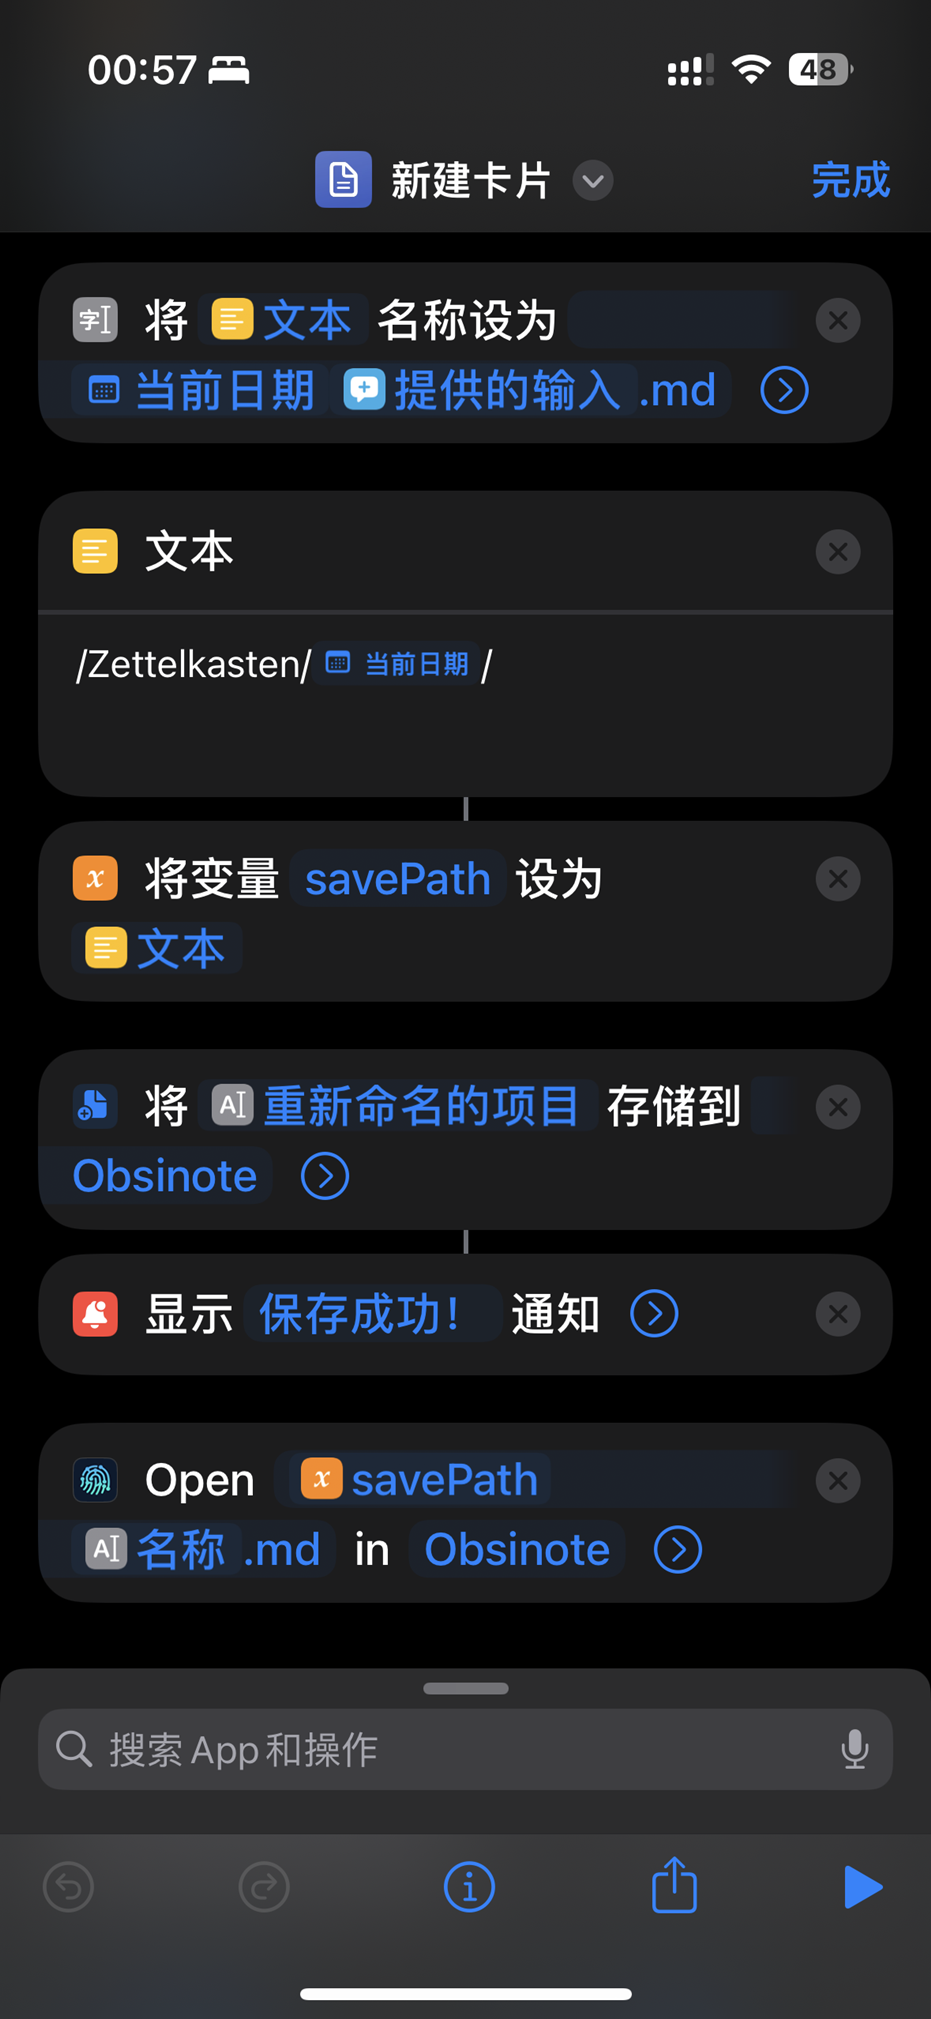 00:57
48
新建卡片
完成
字 将 文本 名称设为
当前日期 提供的输入 .md
文本
/Zettelkasten/ 当前日期 /
x 将变量 savePath 设为
文本
将 A 重新命名的项目 存储到
Obsinote
显示 保存成功！ 通知
Open x savePath
A 名称 .md in Obsinote
搜索 App 和操作